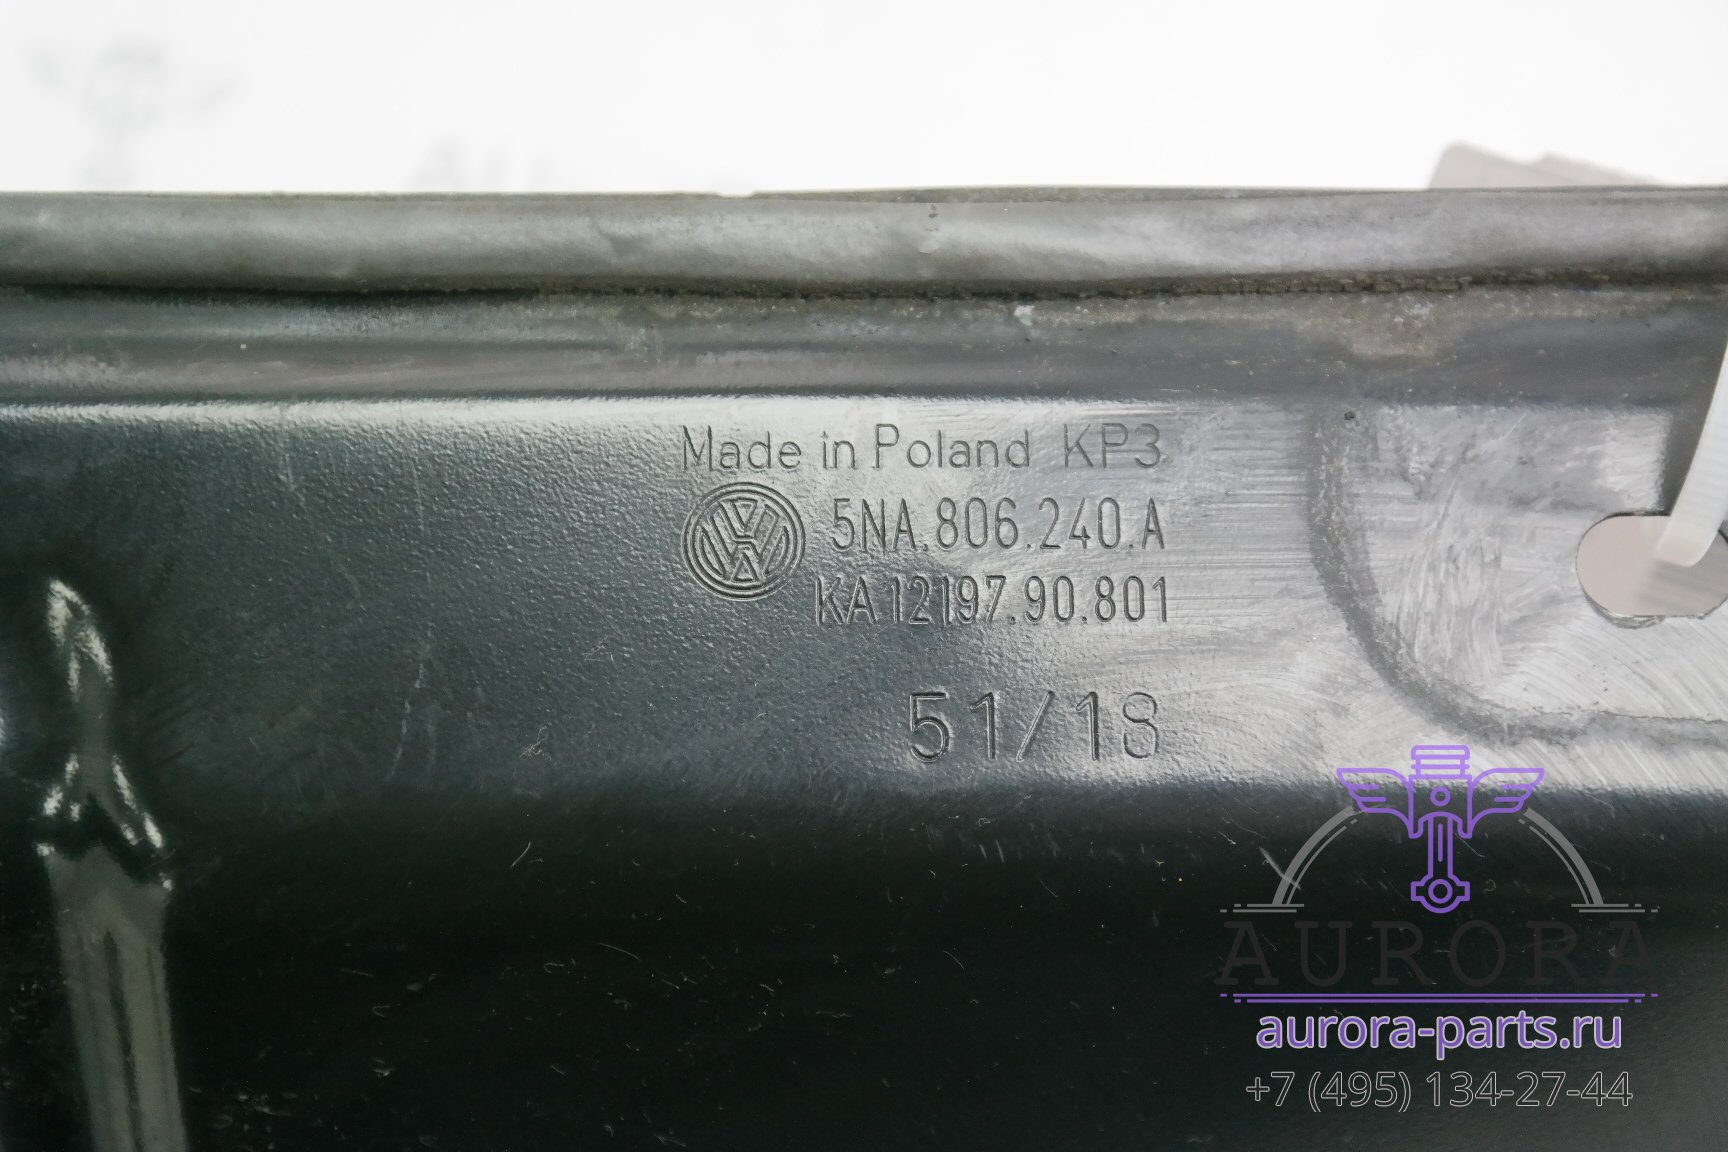 Made in Poland KP3
5NA.806.240.A
KA 12197.90.801
51/18
AURORA
aurora-parts.ru
+7 (495) 134-27-44